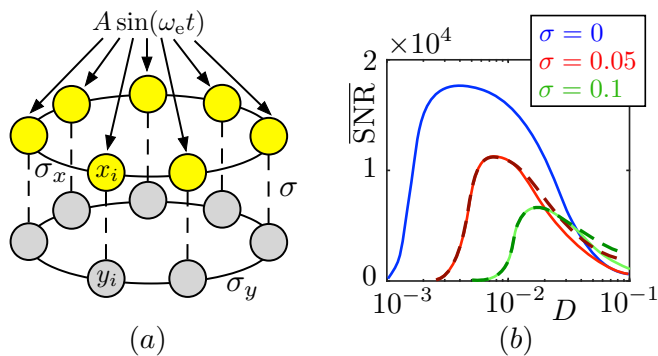 A sin(ωₑt)
σₓ
xᵢ
σ
yᵢ
σ_y
(a)
×10⁴
2
1
0
SNR̅
σ = 0
σ = 0.05
σ = 0.1
10⁻³
10⁻²
D
10⁻¹
(b)